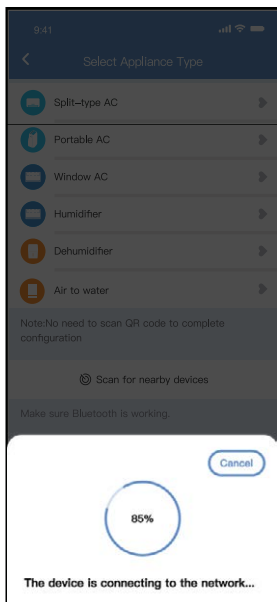 9:41
Select Appliance Type
Split-type AC
Portable AC
Window AC
Humidifier
Dehumidifier
Air to water
Note:No need to scan QR code to complete
configuration
Scan for nearby devices
Make sure Bluetooth is working.
Cancel
85%
The device is connecting to the network...